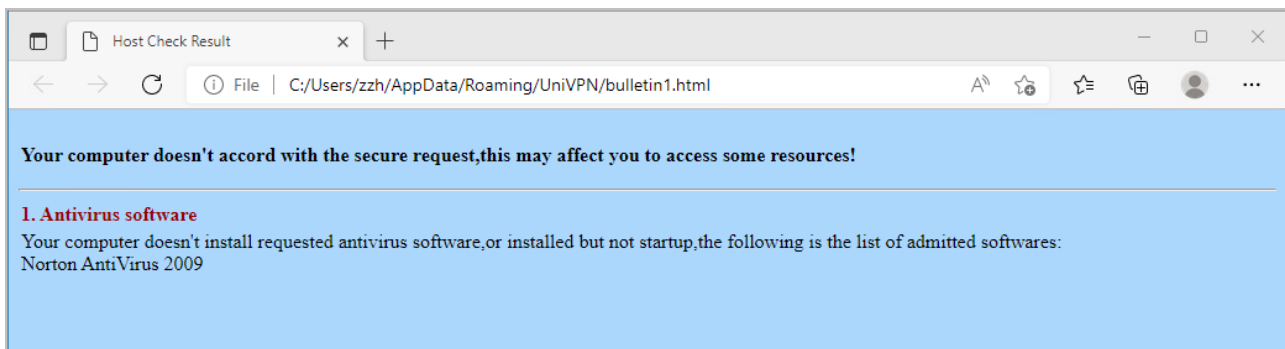 Host Check Result
File
C:/Users/zzh/AppData/Roaming/UniVPN/bulletin1.html
Your computer doesn't accord with the secure request,this may affect you to access some resources!
1. Antivirus software
Your computer doesn't install requested antivirus software,or installed but not startup,the following is the list of admitted softwares:
Norton AntiVirus 2009